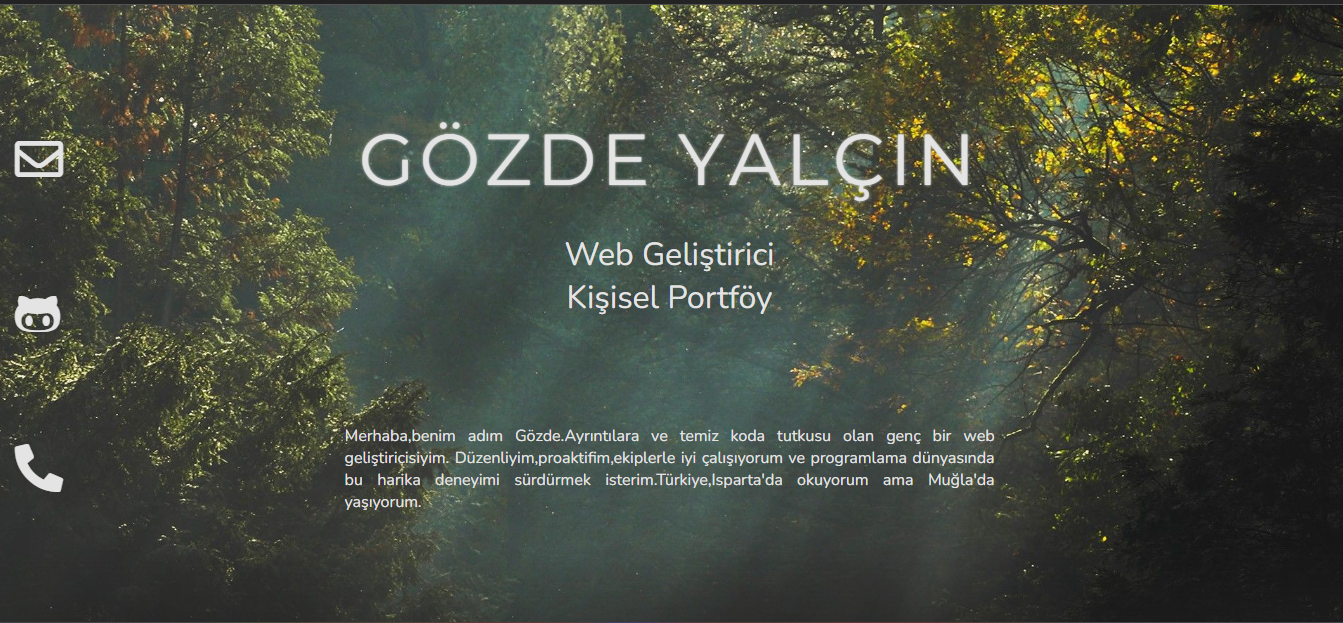 GÖZDE YALÇIN
Web Geliştirici
Kişisel Portföy
Merhaba,benim adım Gözde.Ayrıntılara ve temiz koda tutkusu olan genç bir web
geliştiricisiyim. Düzenliyim,proaktifim,ekiplerle iyi çalışıyorum ve programlama dünyasında
bu harika deneyimi sürdürmek isterim.Türkiye,Isparta'da okuyorum ama Muğla'da
yaşıyorum.